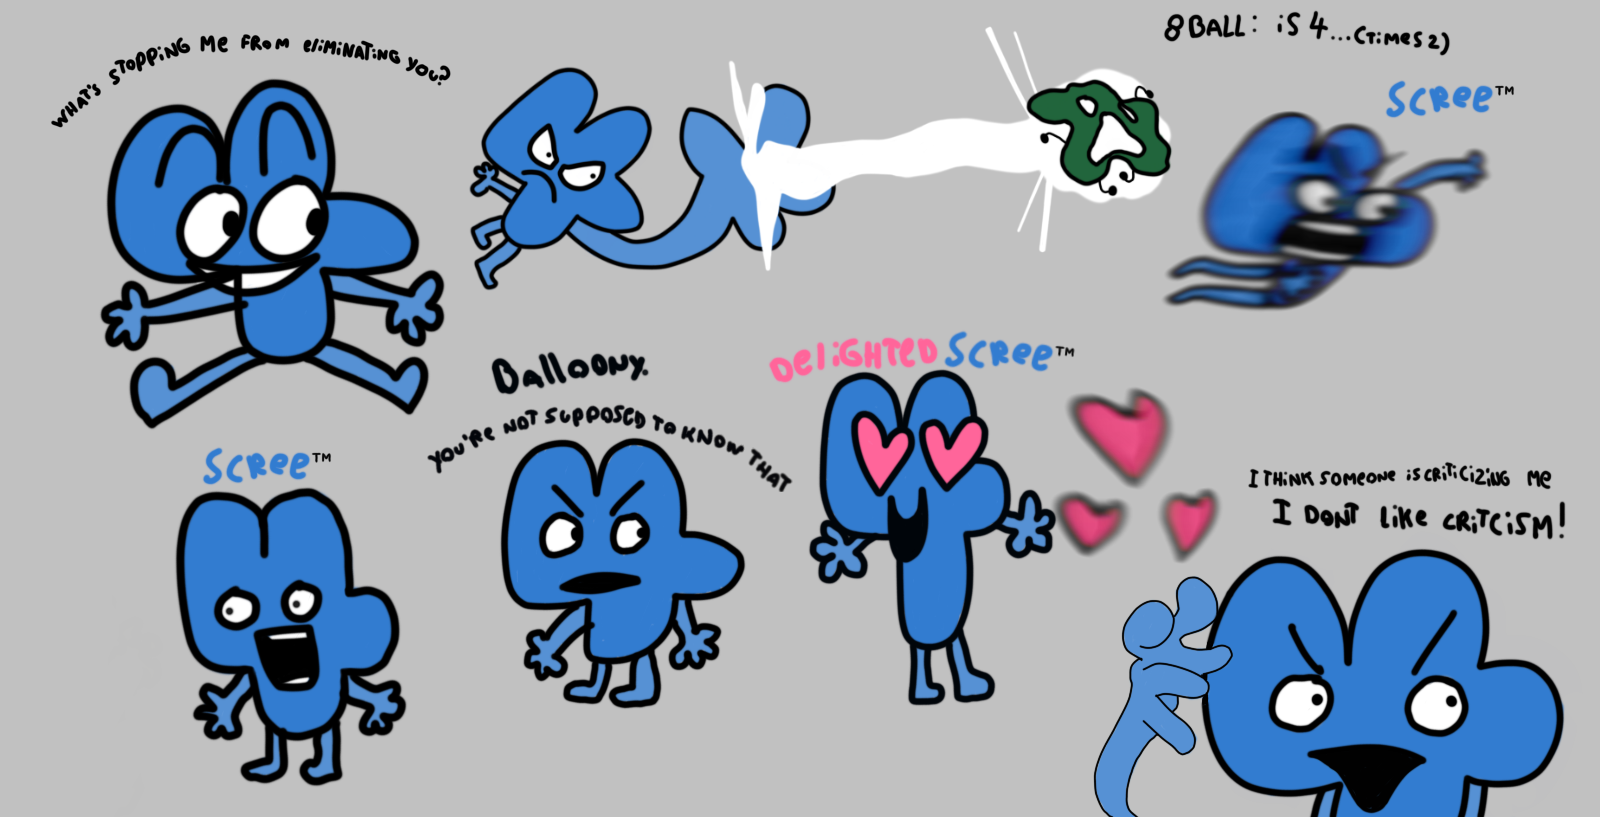 WHAT'S STOPPING ME FROM eLiMiNATiNG YOU?
8BALL: iS 4...(TiMES 2)
SCRee™
BallOONY.
YOU'Re NOT SUPPOSED TO KNOW THAT
DeliGHTeD SCRee™
SCRee™
I THiNK SOMeONe iS CRiTiCiZiNG Me
I DONT Like CRiTCiSM!